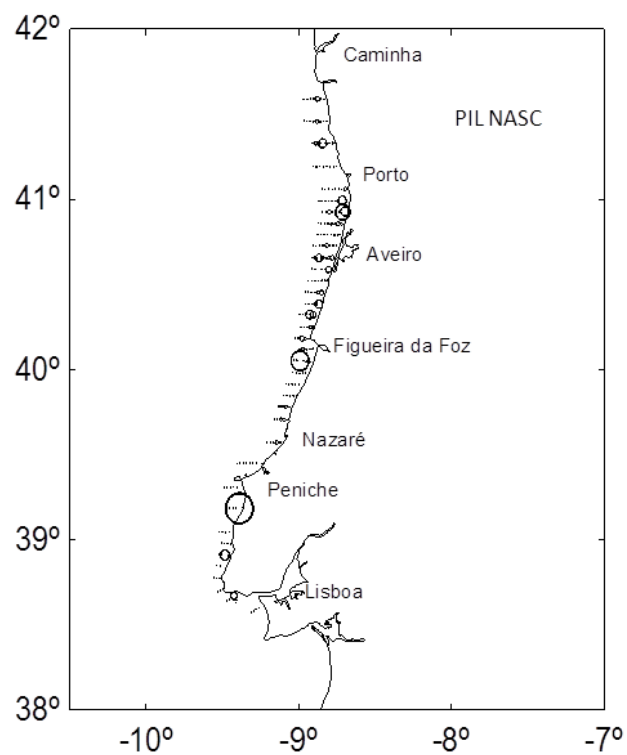 42º
Caminha
PIL NASC
Porto
41º
Aveiro
Figueira da Foz
40º
Nazaré
Peniche
39º
Lisboa
38º
-10º -9º -8º -7º